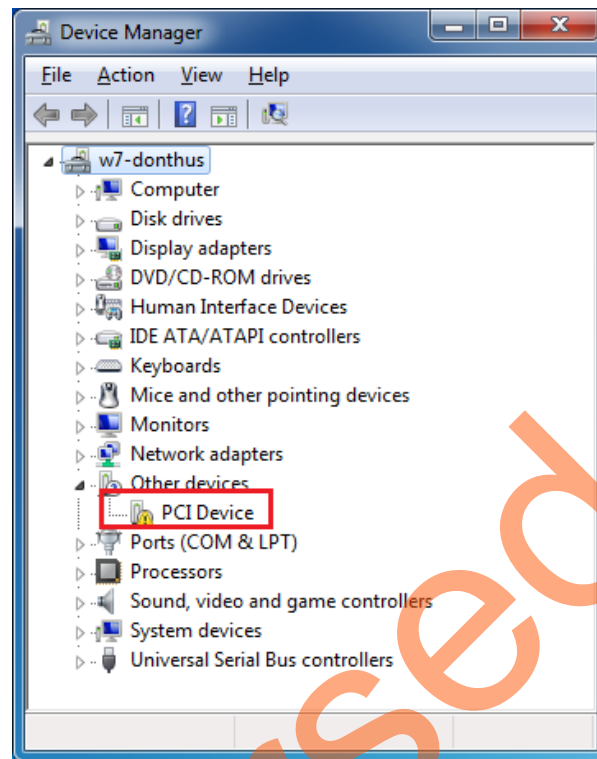 Device Manager
File Action View Help
w7-donthus
Computer
Disk drives
Display adapters
DVD/CD-ROM drives
Human Interface Devices
IDE ATA/ATAPI controllers
Keyboards
Mice and other pointing devices
Monitors
Network adapters
Other devices
PCI Device
Ports (COM & LPT)
Processors
Sound, video and game controllers
System devices
Universal Serial Bus controllers